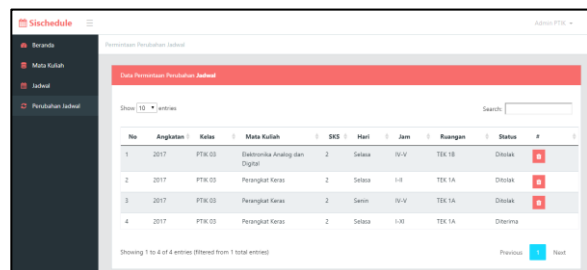 Sischedule
Admin PTIK
Beranda
Mata Kuliah
Jadwal
Perubahan Jadwal
Permintaan Perubahan Jadwal
Data Permintaan Perubahan Jadwal
Show 10 entries
Search:
No Angkatan Kelas Mata Kuliah SKS Hari Jam Ruangan Status #
1 2017 PTIK 03 Elektronika Analog dan Digital 2 Selasa IV-V TEK 1B Ditolak
2 2017 PTIK 03 Perangkat Keras 2 Selasa I-II TEK 1A Ditolak
3 2017 PTIK 03 Perangkat Keras 2 Senin IV-V TEK 1A Ditolak
4 2017 PTIK 03 Perangkat Keras 2 Selasa I-XI TEK 1A Diterima
Showing 1 to 4 of 4 entries (filtered from 1 total entries)
Previous 1 Next